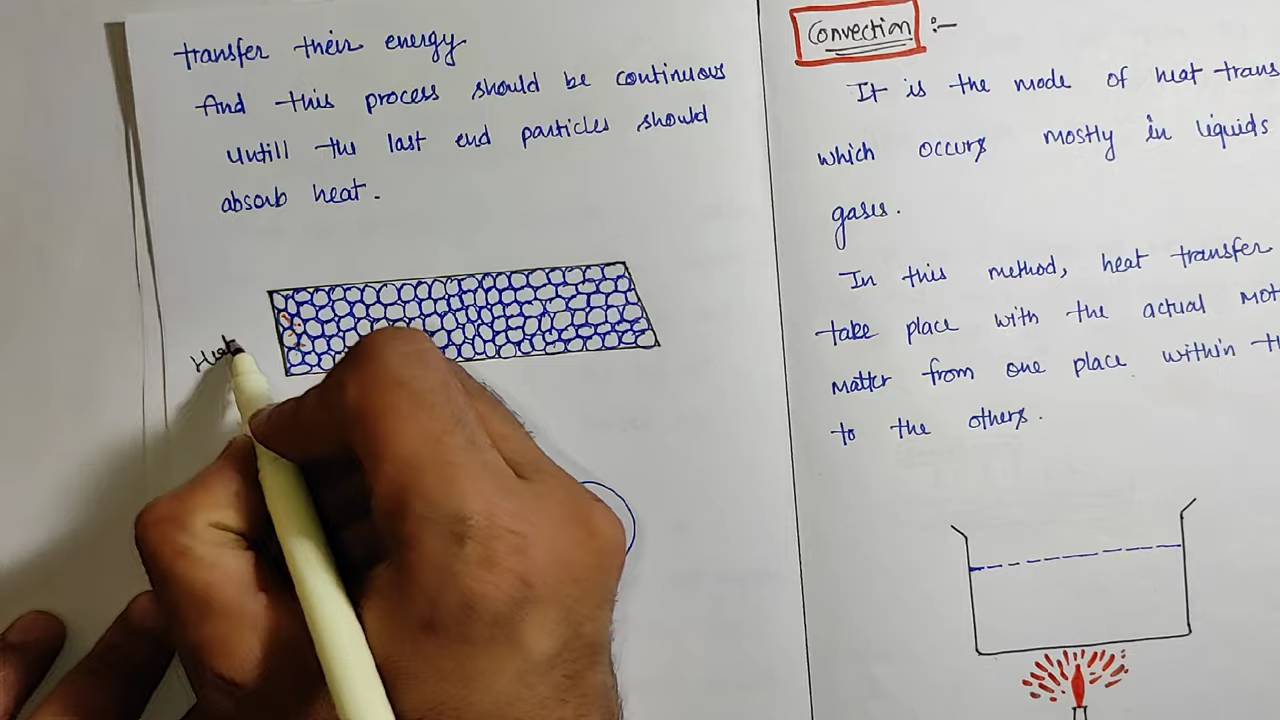 transfer their energy
And this process should be continuous
untill the last end particles should
absorb heat.
Heat
Convection :-
It is the mode of heat trans
which occurs mostly in liquids
gases.
In this method, heat transfer
take place with the actual mot
matter from one place within th
to the others.